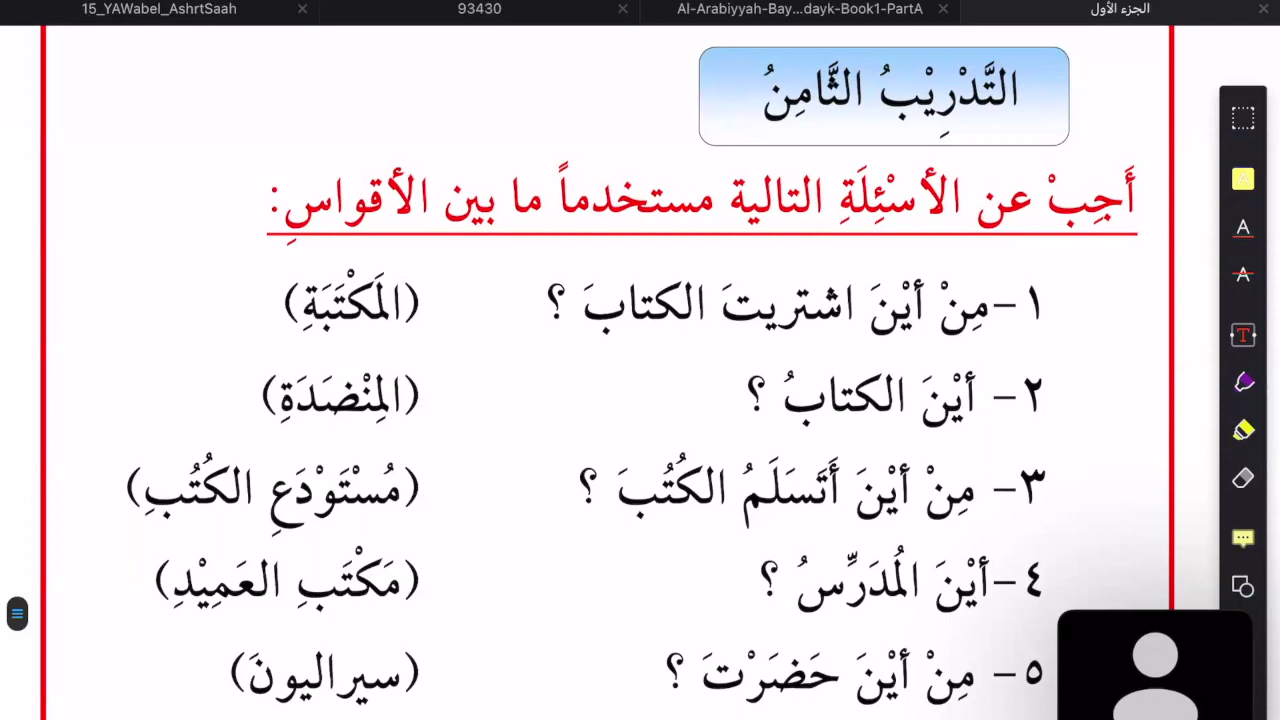 15_YAWabel_AshrtSaah
93430
Al-Arabiyyah-Bay...dayk-Book1-PartA
الجزء الأول
التَّدْرِيْبُ الثَّامِنُ
أَجِبْ عن الأسْئِلَةِ التالية مستخدماً ما بين الأقواسِ:
١- مِنْ أيْنَ اشتريتَ الكتابَ ؟ (المَكْتَبَةِ)
٢- أيْنَ الكتابُ ؟ (المِنْضَدَةِ)
٣- مِنْ أيْنَ أَتَسَلَمُ الكُتُبَ ؟ (مُسْتَوْدَعِ الكُتُبِ)
٤- أيْنَ المُدَرِّسُ ؟ (مَكْتَبِ العَمِيْدِ)
٥- مِنْ أيْنَ حَضَرْتَ ؟ (سيراليونَ)